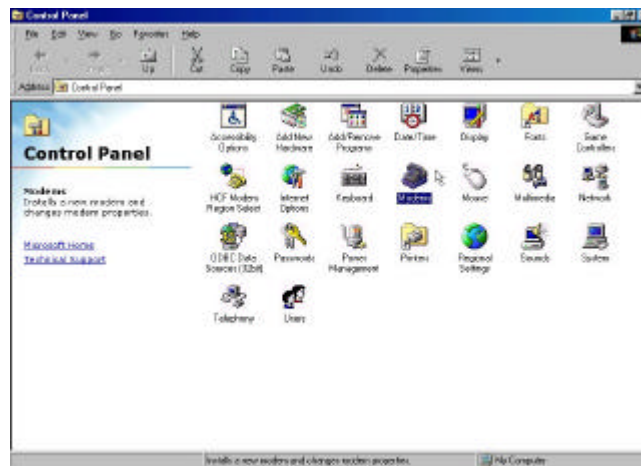 Control Panel
File Edit View Go Favorites Help
Up Cut Copy Paste Undo Delete Properties Views
Address Control Panel
Control Panel
Modems
Installs a new modem and
changes modem properties.
Microsoft Home
Technical Support
Accessibility Options
Add New Hardware
Add/Remove Programs
Date/Time
Display
Fonts
Game Controllers
HCF Modem Region Select
Internet Options
Keyboard
Modems
Mouse
Multimedia
Network
ODBC Data Sources (32bit)
Passwords
Power Management
Printers
Regional Settings
Sounds
System
Telephony
Users
Installs a new modem and changes modem properties.
My Computer